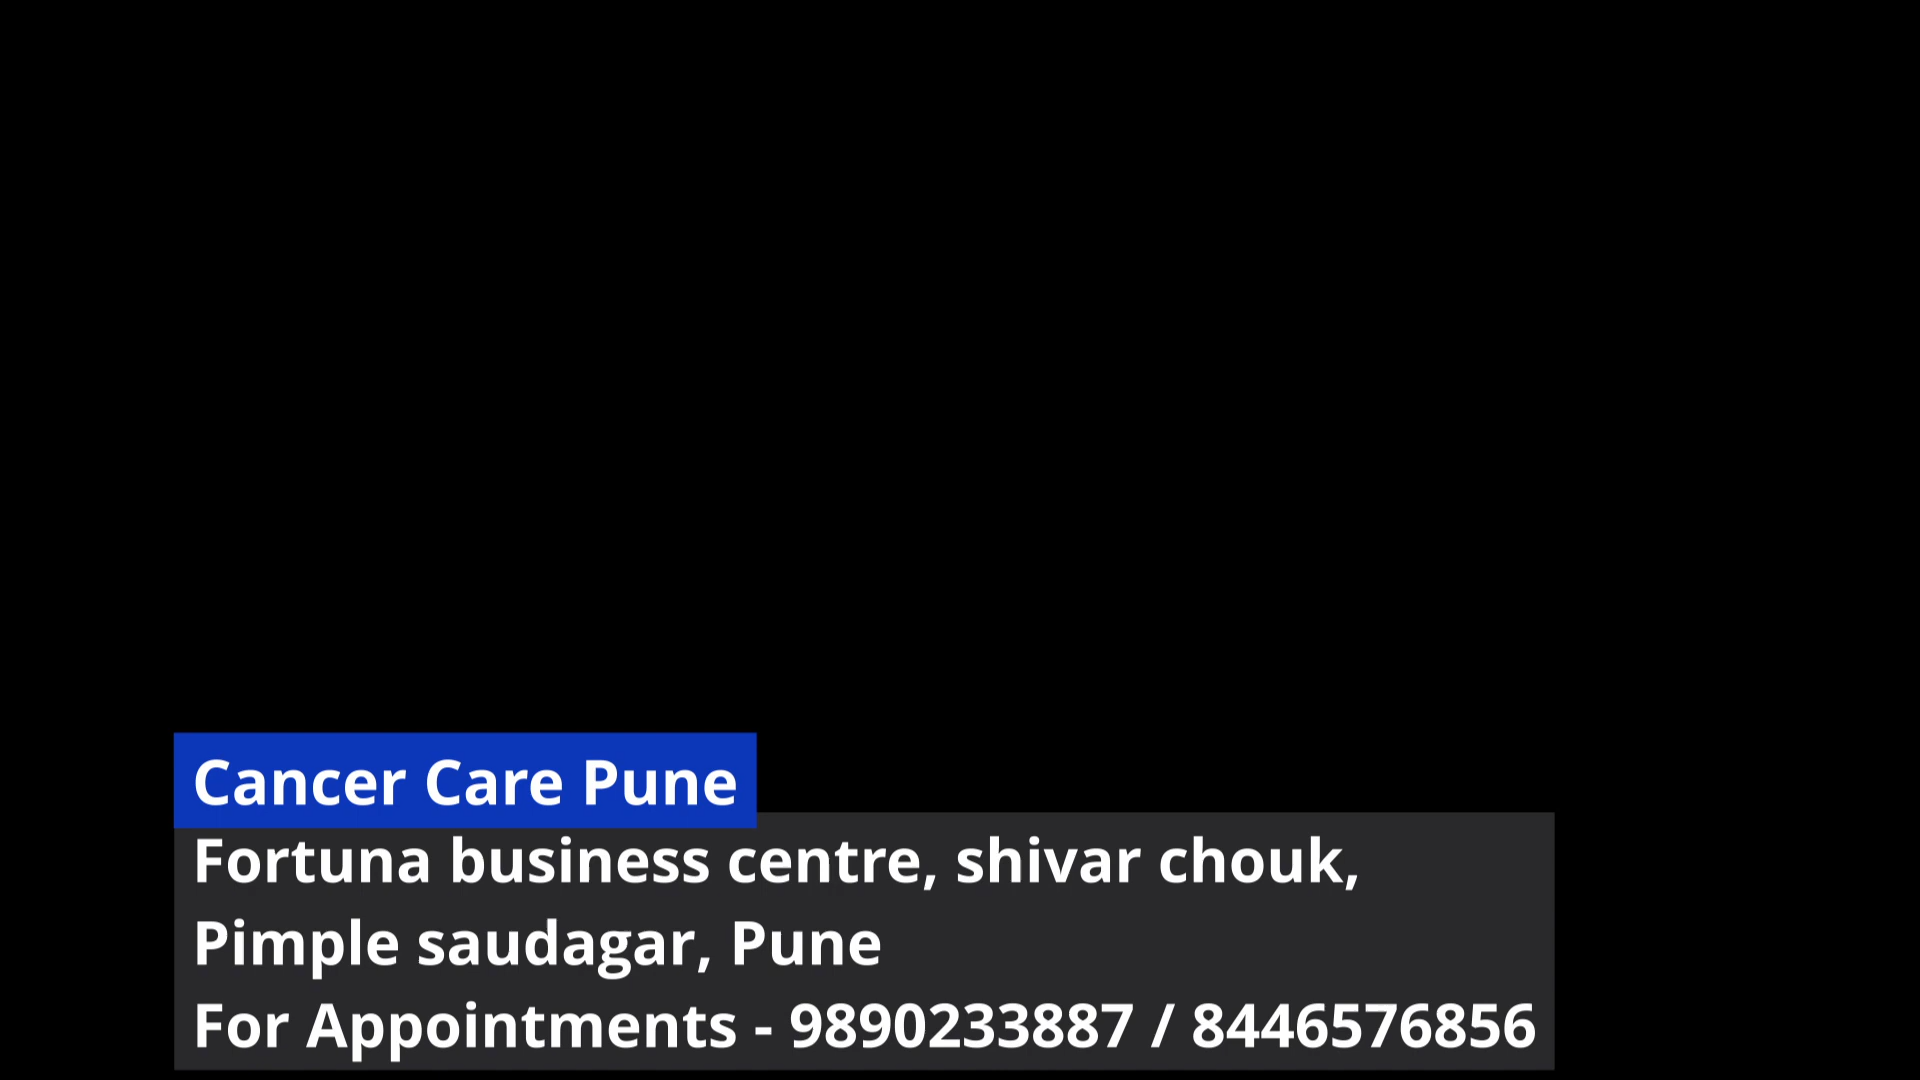 Cancer Care Pune
Fortuna business centre, shivar chouk,
Pimple saudagar, Pune
For Appointments - 9890233887 / 8446576856